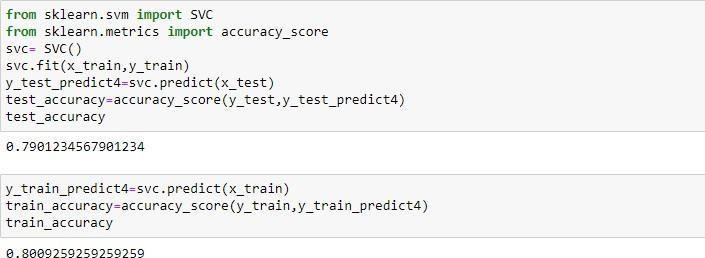 from sklearn.svm import SVC
from sklearn.metrics import accuracy_score
svc= SVC()
svc.fit(x_train,y_train)
y_test_predict4=svc.predict(x_test)
test_accuracy=accuracy_score(y_test,y_test_predict4)
test_accuracy
0.7901234567901234
y_train_predict4=svc.predict(x_train)
train_accuracy=accuracy_score(y_train,y_train_predict4)
train_accuracy
0.8009259259259259